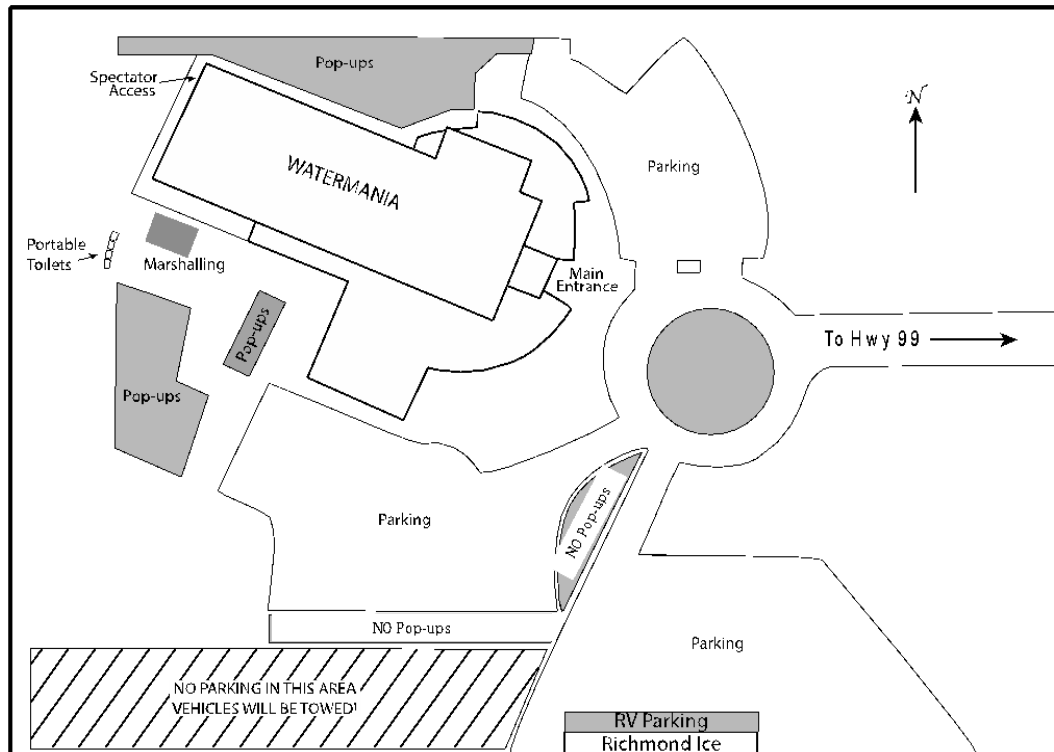 Pop-ups
Spectator
Access
N
WATERMANIA
Parking
Portable
Toilets
Marshalling
Main
Entrance
Pop-ups
To Hwy 99
Pop-ups
NO Pop-ups
Parking
NO Pop-ups
Parking
NO PARKING IN THIS AREA
VEHICLES WILL BE TOWED!
RV Parking
Richmond Ice